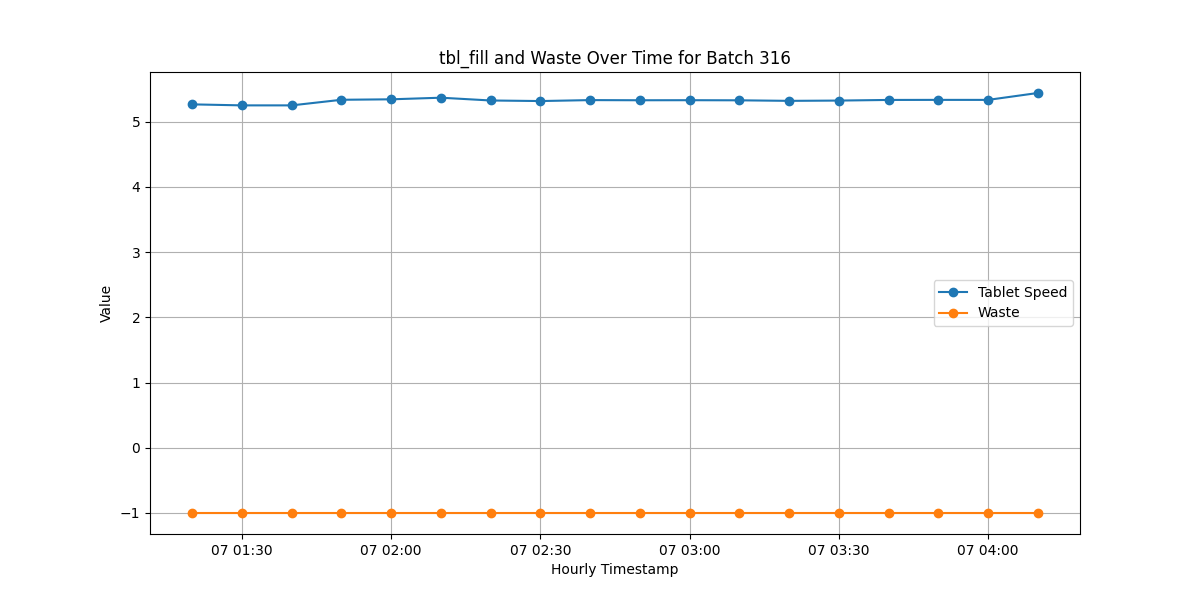 tbl_fill and Waste Over Time for Batch 316
5
4
3
2
1
0
−1
Value
Tablet Speed
Waste
07 01:30
07 02:00
07 02:30
07 03:00
07 03:30
07 04:00
Hourly Timestamp